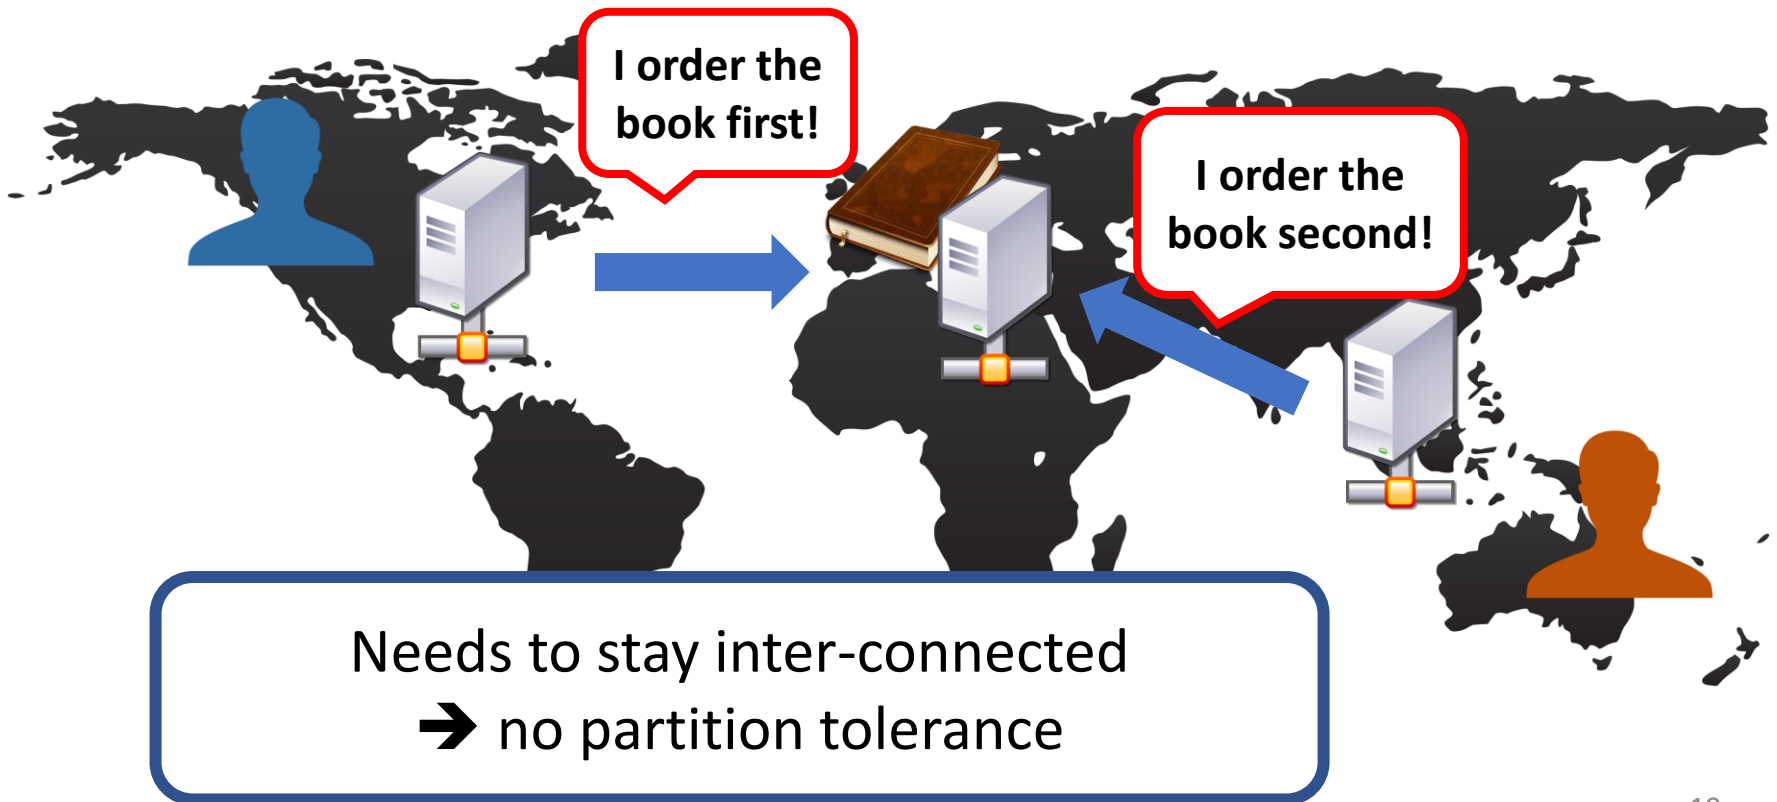 I order the
book first!
I order the
book second!
Needs to stay inter-connected
➔ no partition tolerance